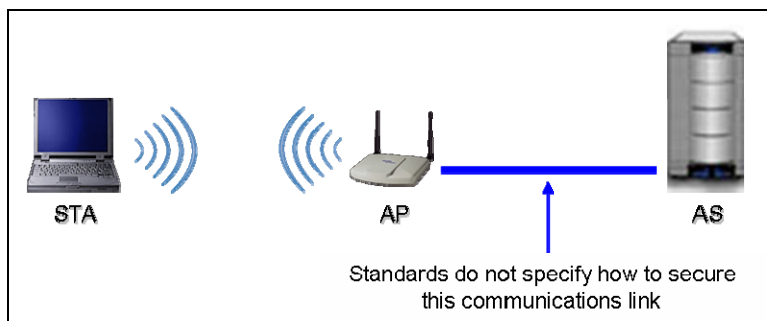 STA
AP
AS
Standards do not specify how to secure
this communications link